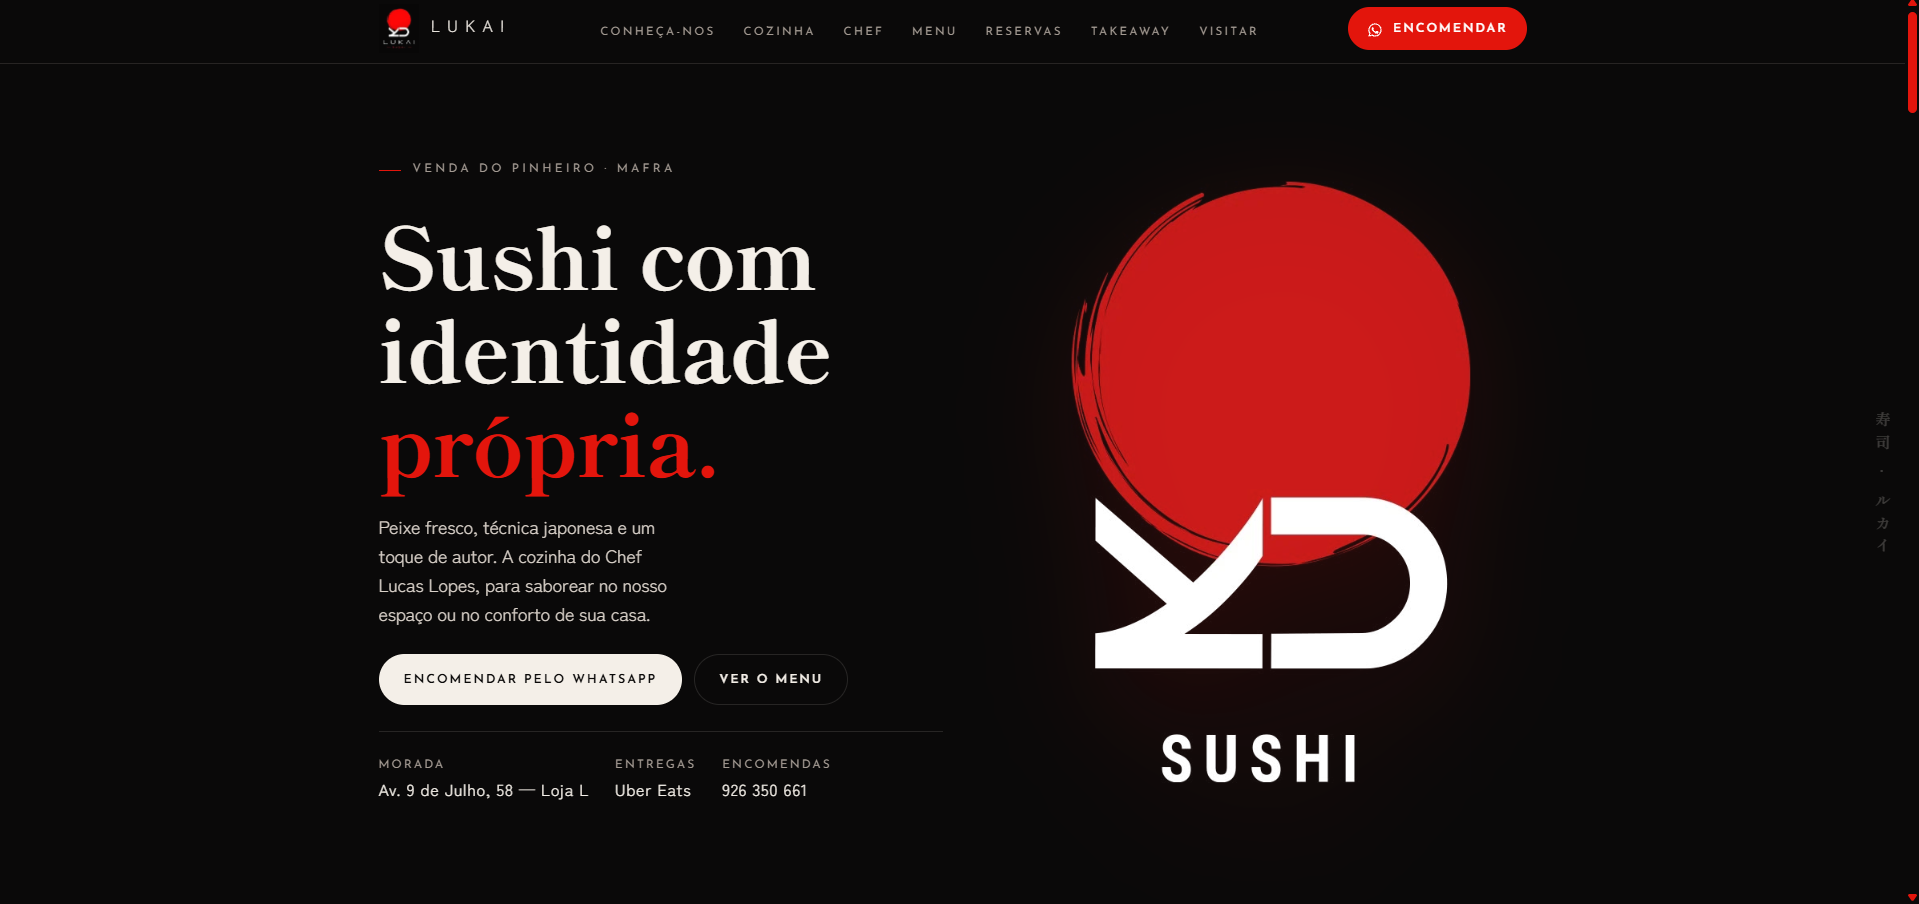 LUKAI
LUKAI
CONHEÇA-NOS
COZINHA
CHEF
MENU
RESERVAS
TAKEAWAY
VISITAR
ENCOMENDAR
VENDA DO PINHEIRO · MAFRA
Sushi com
identidade
própria.
Peixe fresco, técnica japonesa e um
toque de autor. A cozinha do Chef
Lucas Lopes, para saborear no nosso
espaço ou no conforto de sua casa.
ENCOMENDAR PELO WHATSAPP
VER O MENU
MORADA
Av. 9 de Julho, 58 — Loja L
ENTREGAS
Uber Eats
ENCOMENDAS
926 350 661
SUSHI
寿司 · ルカイ